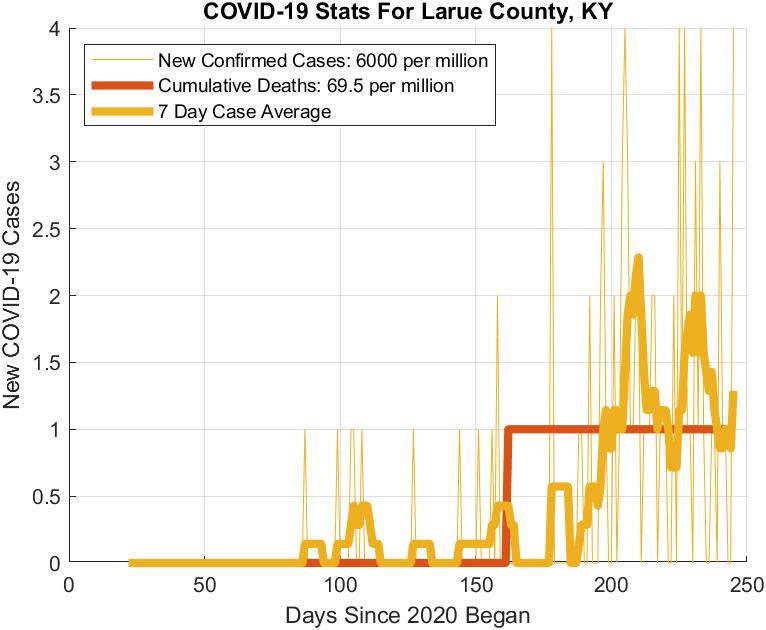 COVID-19 Stats For Larue County, KY
New Confirmed Cases: 6000 per million
Cumulative Deaths: 69.5 per million
7 Day Case Average
New COVID-19 Cases
4
3.5
3
2.5
2
1.5
1
0.5
0
0 50 100 150 200 250
Days Since 2020 Began